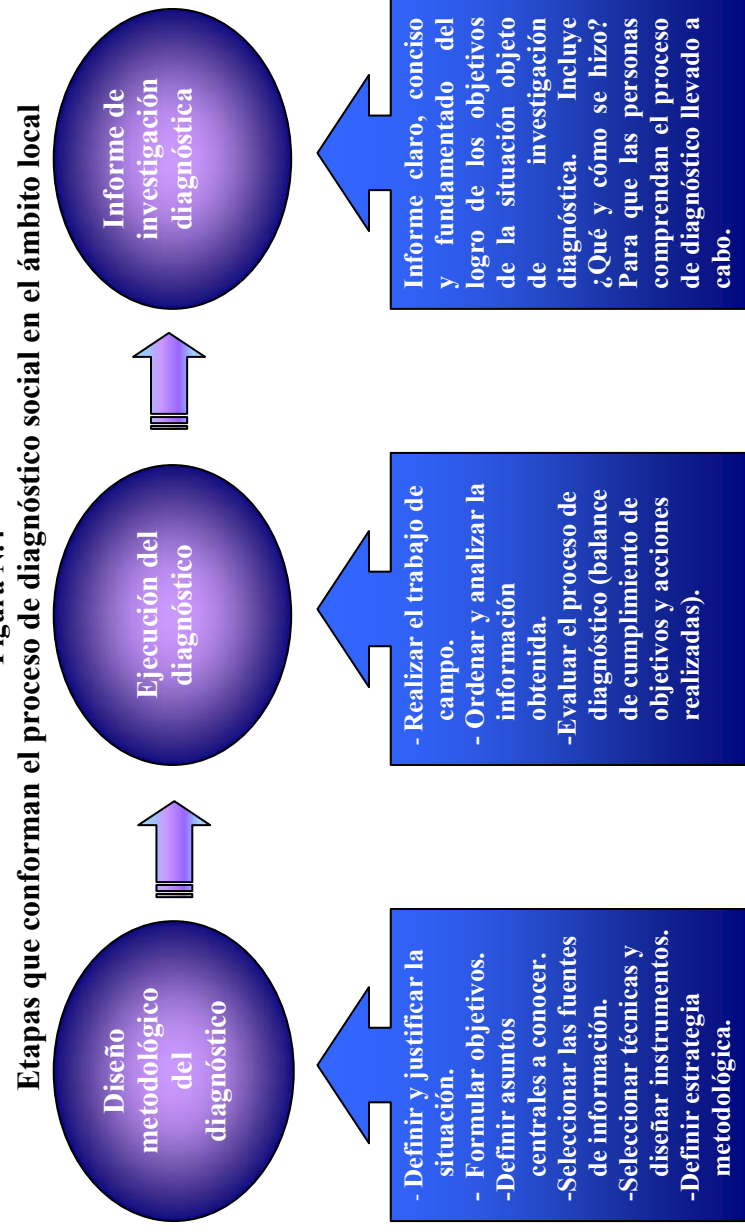 Etapas que conforman el proceso de diagnóstico social en el ámbito local
Diseño
metodológico
del
diagnóstico
Ejecución del
diagnóstico
Informe de
investigación
diagnóstica
- Definir y justificar la
situación.
- Formular objetivos.
-Definir asuntos
centrales a conocer.
-Seleccionar las fuentes
de información.
-Seleccionar técnicas y
diseñar instrumentos.
-Definir estrategia
metodológica.
- Realizar el trabajo de
campo.
- Ordenar y analizar la
información
obtenida.
-Evaluar el proceso de
diagnóstico (balance
de cumplimiento de
objetivos y acciones
realizadas).
Informe claro, conciso
y fundamentado del
logro de los objetivos
de la situación objeto
de investigación
diagnóstica. Incluye
¿Qué y cómo se hizo?
Para que las personas
comprendan el proceso
de diagnóstico llevado a
cabo.